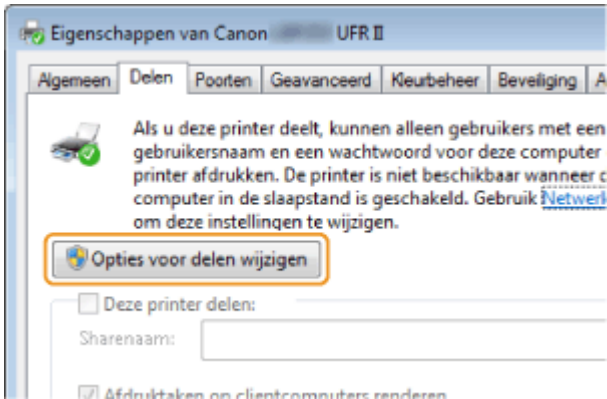 Eigenschappen van Canon UFR II
Algemeen Delen Poorten Geavanceerd Kleurbeheer Beveiliging A
Als u deze printer deelt, kunnen alleen gebruikers met een
gebruikersnaam en een wachtwoord voor deze computer
printer afdrukken. De printer is niet beschikbaar wanneer
computer in de slaapstand is geschakeld. Gebruik Netwerk
om deze instellingen te wijzigen.
Opties voor delen wijzigen
Deze printer delen:
Sharenaam:
Afdruktaken op clientcomputers renderen